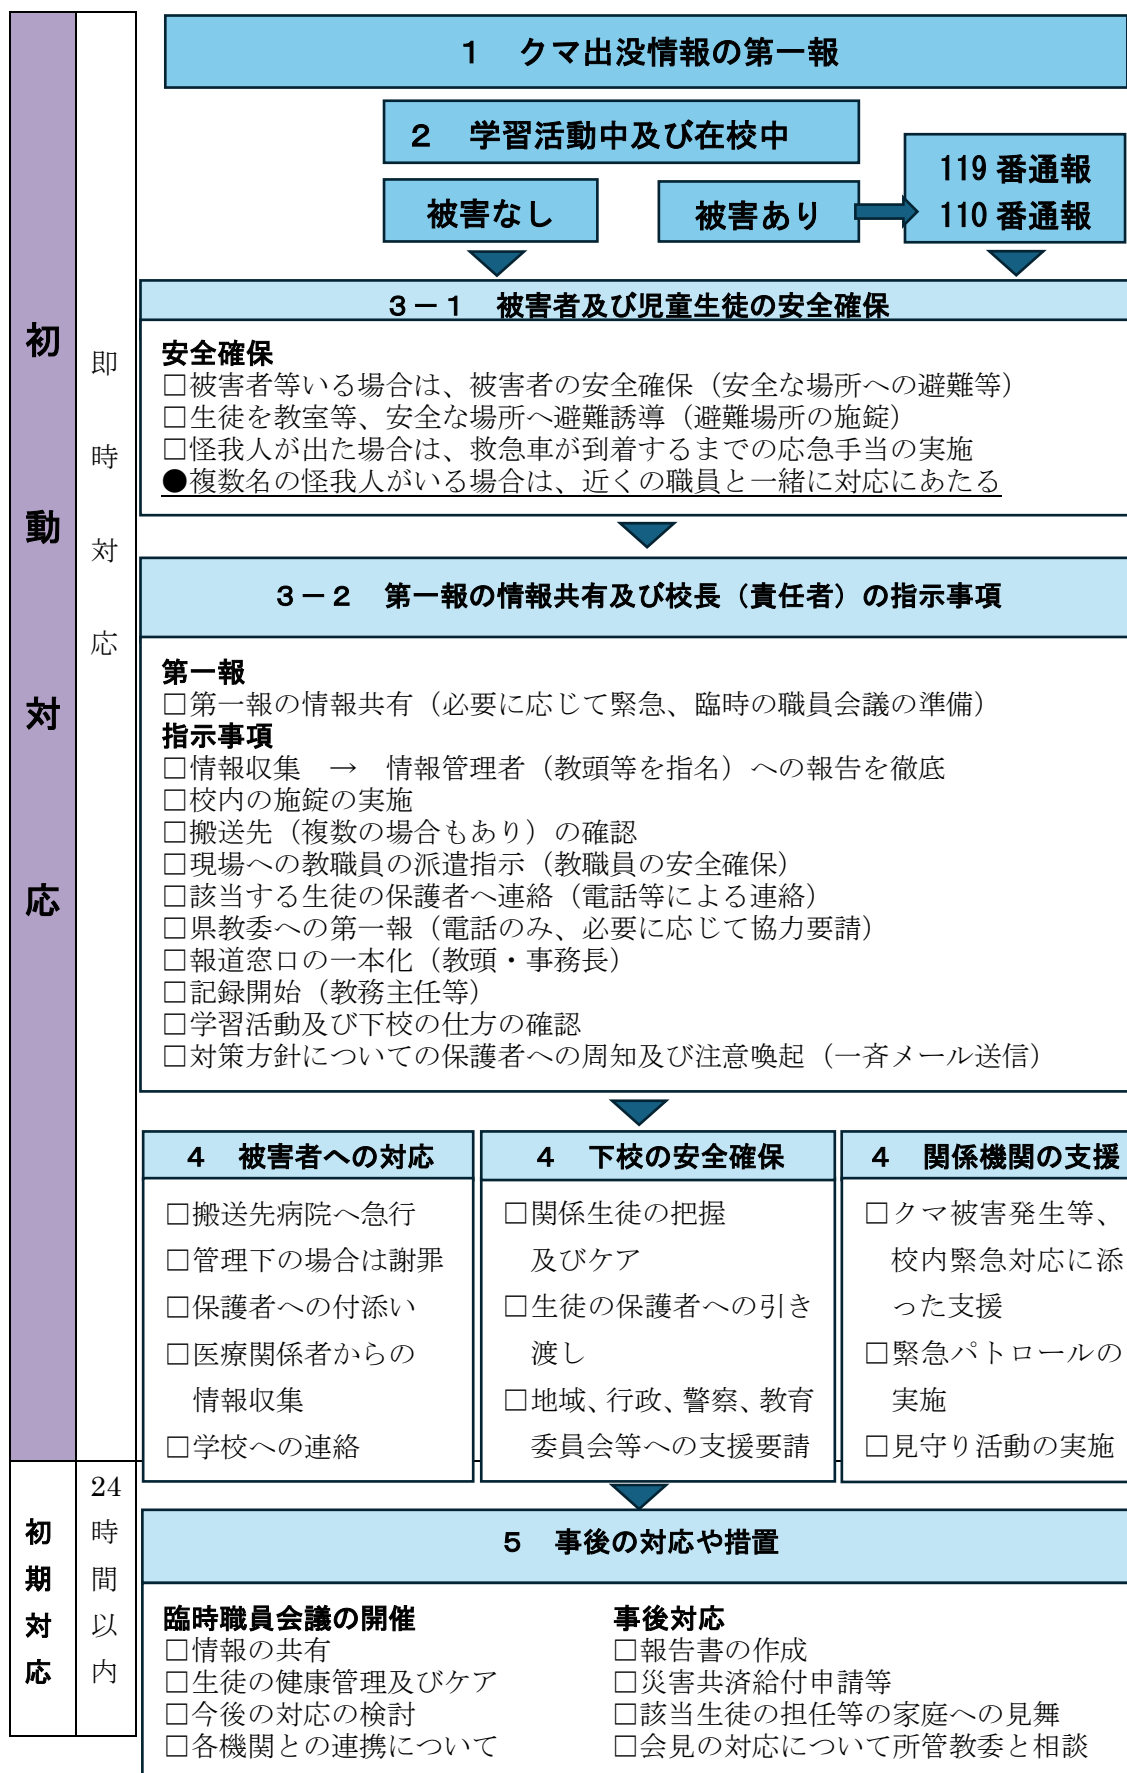 1　クマ出没情報の第一報
2　学習活動中及び在校中
被害なし
被害あり
119番通報
110番通報
初動対応
即時対応
3－1　被害者及び児童生徒の安全確保
安全確保
□被害者等いる場合は、被害者の安全確保（安全な場所への避難等）
□生徒を教室等、安全な場所へ避難誘導（避難場所の施錠）
□怪我人が出た場合は、救急車が到着するまでの応急手当の実施
●複数名の怪我人がいる場合は、近くの職員と一緒に対応にあたる
3－2　第一報の情報共有及び校長（責任者）の指示事項
第一報
□第一報の情報共有（必要に応じて緊急、臨時の職員会議の準備）
指示事項
□情報収集　→　情報管理者（教頭等を指名）への報告を徹底
□校内の施錠の実施
□搬送先（複数の場合もあり）の確認
□現場への教職員の派遣指示（教職員の安全確保）
□該当する生徒の保護者へ連絡（電話等による連絡）
□県教委への第一報（電話のみ、必要に応じて協力要請）
□報道窓口の一本化（教頭・事務長）
□記録開始（教務主任等）
□学習活動及び下校の仕方の確認
□対策方針についての保護者への周知及び注意喚起（一斉メール送信）
4　被害者への対応
□搬送先病院へ急行
□管理下の場合は謝罪
□保護者への付添い
□医療関係者からの
情報収集
□学校への連絡
4　下校の安全確保
□関係生徒の把握
及びケア
□生徒の保護者への引き
渡し
□地域、行政、警察、教育
委員会等への支援要請
4　関係機関の支援
□クマ被害発生等、
校内緊急対応に添
った支援
□緊急パトロールの
実施
□見守り活動の実施
初期対応
24時間以内
5　事後の対応や措置
臨時職員会議の開催
□情報の共有
□生徒の健康管理及びケア
□今後の対応の検討
□各機関との連携について
事後対応
□報告書の作成
□災害共済給付申請等
□該当生徒の担任等の家庭への見舞
□会見の対応について所管教委と相談